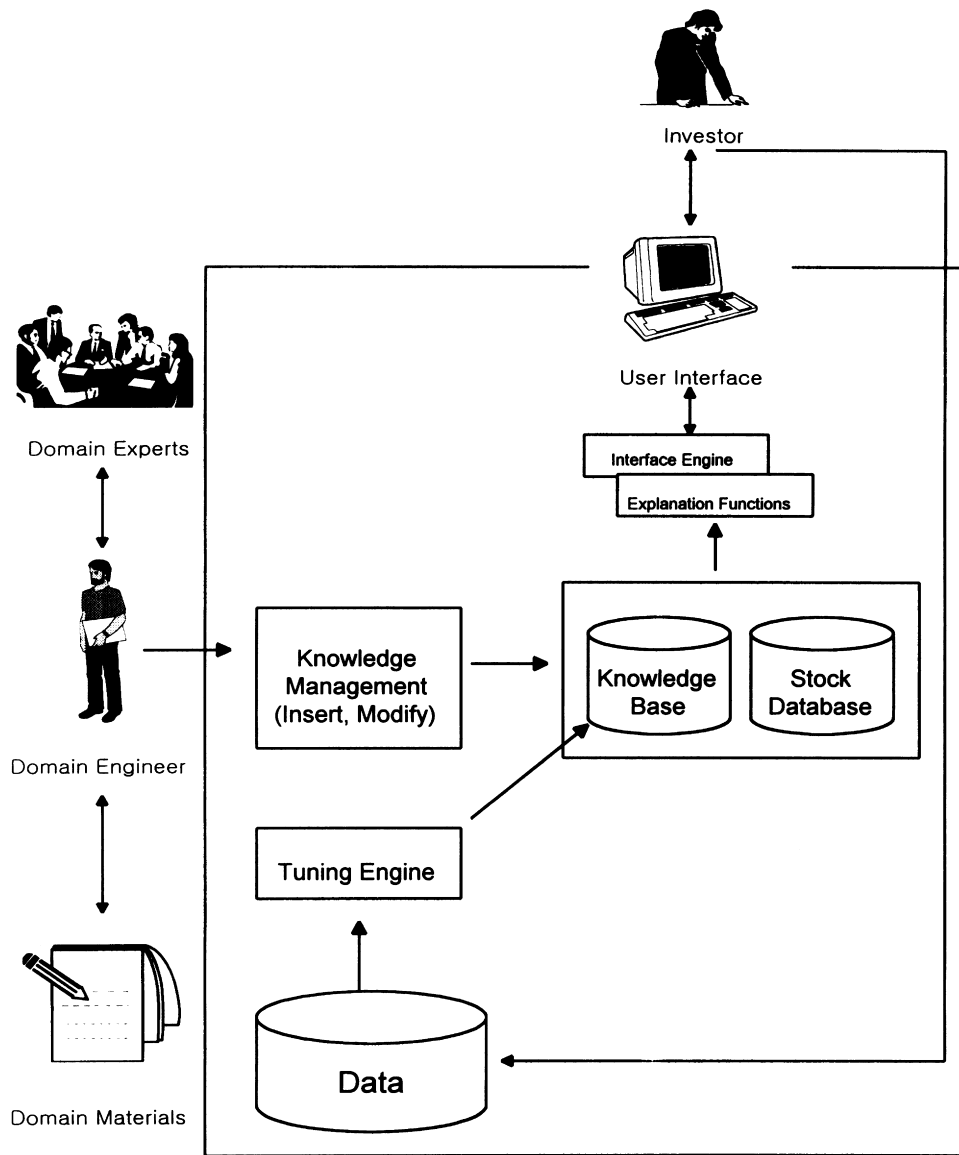 Investor
User Interface
Domain Experts
Interface Engine
Explanation Functions
Knowledge
Management
(Insert, Modify)
Knowledge
Base
Stock
Database
Domain Engineer
Tuning Engine
Data
Domain Materials